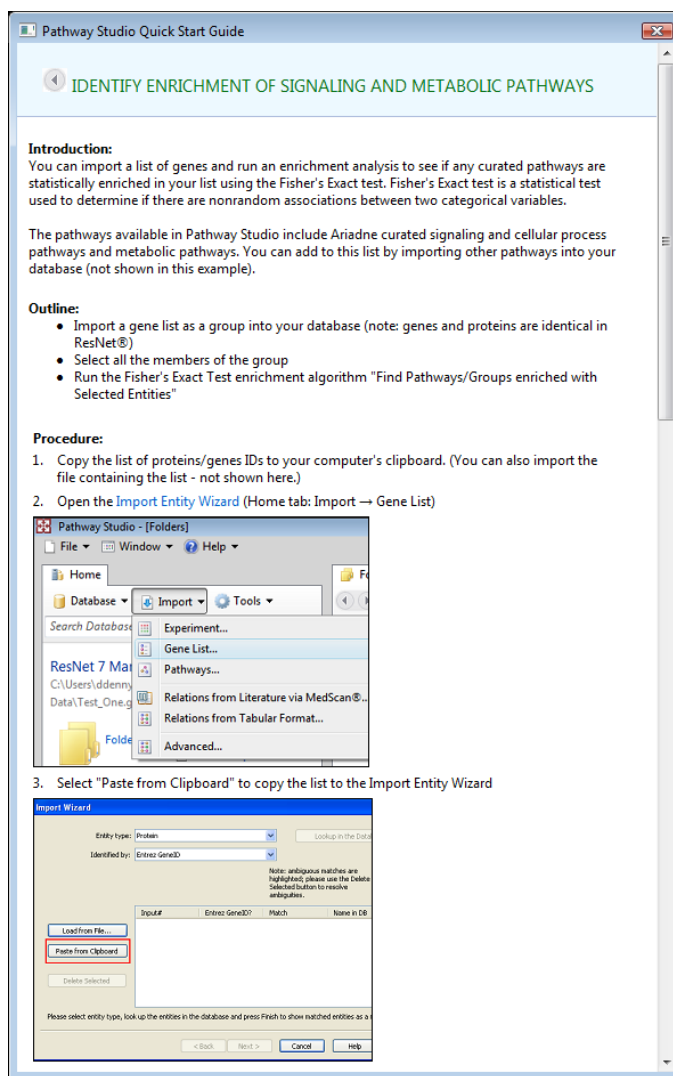 Pathway Studio Quick Start Guide
IDENTIFY ENRICHMENT OF SIGNALING AND METABOLIC PATHWAYS
Introduction:
You can import a list of genes and run an enrichment analysis to see if any curated pathways are
statistically enriched in your list using the Fisher's Exact test. Fisher's Exact test is a statistical test
used to determine if there are nonrandom associations between two categorical variables.
The pathways available in Pathway Studio include Ariadne curated signaling and cellular process
pathways and metabolic pathways. You can add to this list by importing other pathways into your
database (not shown in this example).
Outline:
• Import a gene list as a group into your database (note: genes and proteins are identical in
ResNet®)
• Select all the members of the group
• Run the Fisher's Exact Test enrichment algorithm "Find Pathways/Groups enriched with
Selected Entities"
Procedure:
1. Copy the list of proteins/genes IDs to your computer's clipboard. (You can also import the
file containing the list - not shown here.)
2. Open the Import Entity Wizard (Home tab: Import → Gene List)
Pathway Studio - [Folders]
File Window Help
Home Fo
Database Import Tools
Search Database
Experiment...
Gene List...
ResNet 7 Mar
Pathways...
C:\Users\ddenny
Data\Test_One.g
Relations from Literature via MedScan®..
Relations from Tabular Format...
Folde
Advanced...
3. Select "Paste from Clipboard" to copy the list to the Import Entity Wizard
Import Wizard
Entity type: Protein Lookup in the Data
Identified by: Entrez GeneID
Note: ambiguous matches are
highlighted; please use the Delete
Selected button to resolve
ambiguities.
Input# Entrez GeneID? Match Name in DB
Load from File...
Paste from Clipboard
Delete Selected
Please select entity type, look up the entities in the database and press Finish to show matched entities as a
< Back Next > Cancel Help